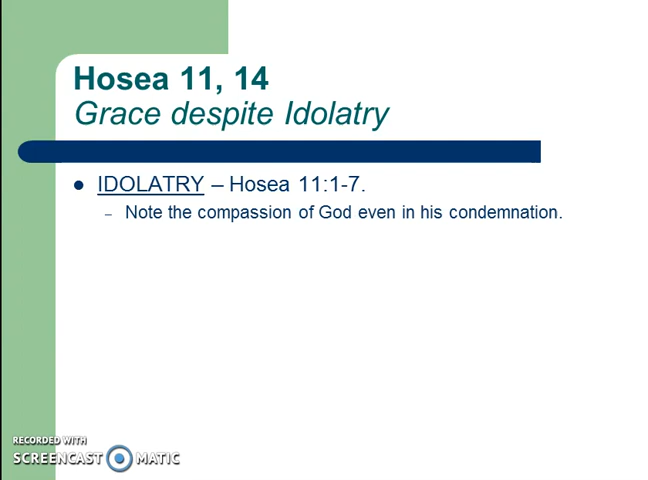 Hosea 11, 14
Grace despite Idolatry
IDOLATRY – Hosea 11:1-7.
– Note the compassion of God even in his condemnation.
RECORDED WITH
SCREENCAST MATIC